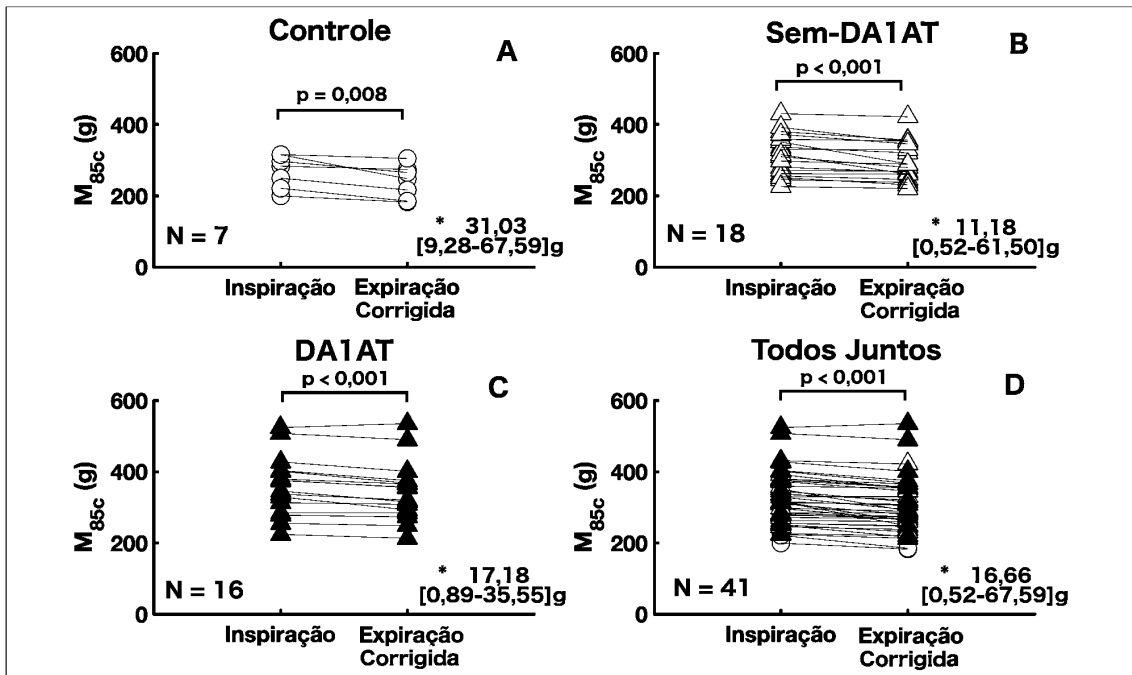 Controle
A
600
400
200
0
M85c (g)
p = 0,008
N = 7
* 31,03
[9,28-67,59]g
Inspiração
Expiração
Corrigida
Sem-DA1AT
B
600
400
200
0
M85c (g)
p < 0,001
N = 18
* 11,18
[0,52-61,50]g
Inspiração
Expiração
Corrigida
DA1AT
C
600
400
200
0
M85c (g)
p < 0,001
N = 16
* 17,18
[0,89-35,55]g
Inspiração
Expiração
Corrigida
Todos Juntos
D
600
400
200
0
M85c (g)
p < 0,001
N = 41
* 16,66
[0,52-67,59]g
Inspiração
Expiração
Corrigida